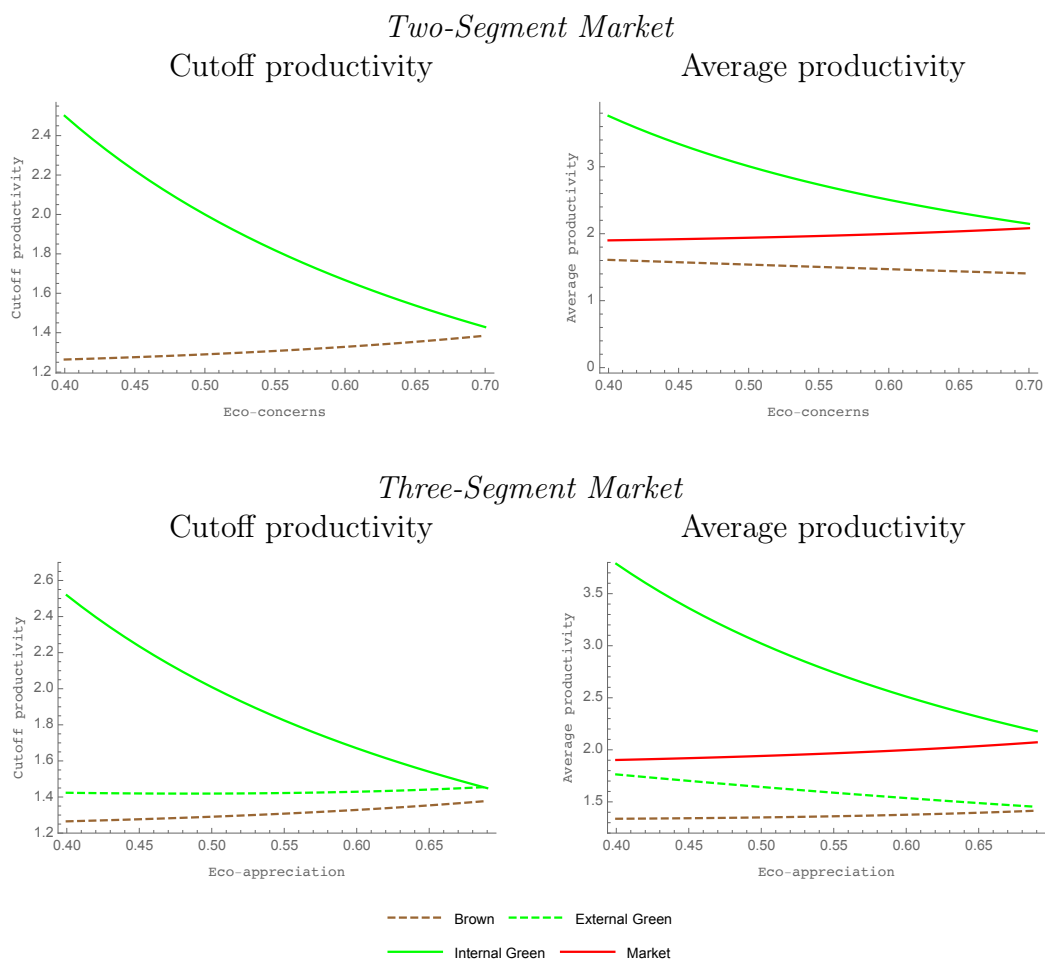 Two-Segment Market
Cutoff productivity Average productivity
Cutoff productivity
2.4
2.2
2.0
1.8
1.6
1.4
1.2
0.40 0.45 0.50 0.55 0.60 0.65 0.70
Eco-concerns
Average productivity
3
2
1
0
0.40 0.45 0.50 0.55 0.60 0.65 0.70
Eco-concerns
Three-Segment Market
Cutoff productivity Average productivity
Cutoff productivity
2.6
2.4
2.2
2.0
1.8
1.6
1.4
1.2
0.40 0.45 0.50 0.55 0.60 0.65
Eco-appreciation
Average productivity
3.5
3.0
2.5
2.0
1.5
0.40 0.45 0.50 0.55 0.60 0.65
Eco-appreciation
Brown External Green
Internal Green Market